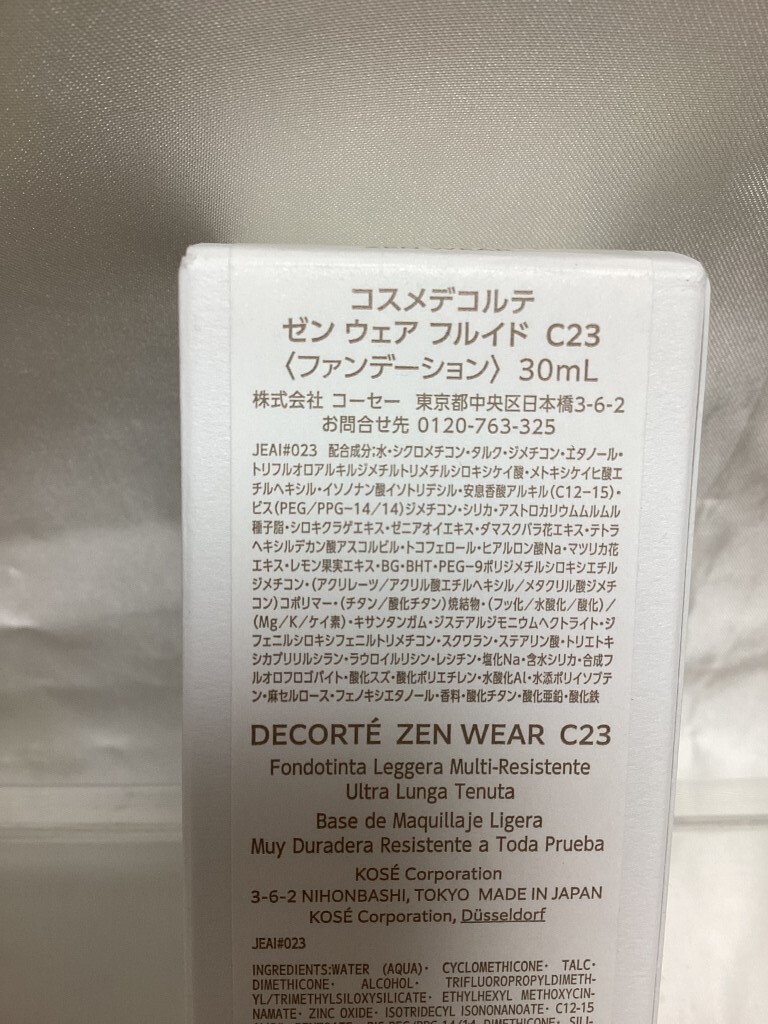 コスメデコルテ
ゼン ウェア フルイド C23
〈ファンデーション〉 30mL
株式会社 コーセー 東京都中央区日本橋3-6-2
お問合せ先 0120-763-325
JEAI#023 配合成分:水・シクロメチコン・タルク・ジメチコン・エタノール・
トリフルオロアルキルジメチルトリメチルシロキシケイ酸・メトキシケイヒ酸エ
チルヘキシル・イソノナン酸イソトリデシル・安息香酸アルキル(C12-15)・
ビス(PEG/PPG-14/14)ジメチコン・シリカ・アストロカリウムムルムル
種子脂・シロキクラゲエキス・ゼニアオイエキス・ダマスクバラ花エキス・テトラ
ヘキシルデカン酸アスコルビル・トコフェロール・ヒアルロン酸Na・マツリカ花
エキス・レモン果実エキス・BG・BHT・PEG-9ポリジメチルシロキシエチル
ジメチコン・(アクリレーツ/アクリル酸エチルヘキシル/メタクリル酸ジメチ
コン)コポリマー・(チタン/酸化チタン)焼結物・(フッ化/水酸化/酸化)/
(Mg/K/ケイ素)・キサンタンガム・ジステアルジモニウムヘクトライト・ジ
フェニルシロキシフェニルトリメチコン・スクワラン・ステアリン酸・トリエトキ
シカプリリルシラン・ラウロイルリシン・レシチン・塩化Na・含水シリカ・合成フ
ルオロフロゴパイト・酸化スズ・酸化ポリエチレン・水酸化Al・水添ポリイソブテ
ン・麻セルロース・フェノキシエタノール・香料・酸化チタン・酸化亜鉛・酸化鉄
DECORTÉ ZEN WEAR C23
Fondotinta Leggera Multi-Resistente
Ultra Lunga Tenuta
Base de Maquillaje Ligera
Muy Duradera Resistente a Toda Prueba
KOSÉ Corporation
3-6-2 NIHONBASHI, TOKYO MADE IN JAPAN
KOSÉ Corporation, Düsseldorf
JEAI#023
INGREDIENTS:WATER (AQUA)・ CYCLOMETHICONE・ TALC・
DIMETHICONE・ ALCOHOL・ TRIFLUOROPROPYLDIMETH-
YL/TRIMETHYLSILOXYSILICATE・ ETHYLHEXYL METHOXYCIN-
NAMATE・ ZINC OXIDE・ ISOTRIDECYL ISONONANOATE・ C12-15